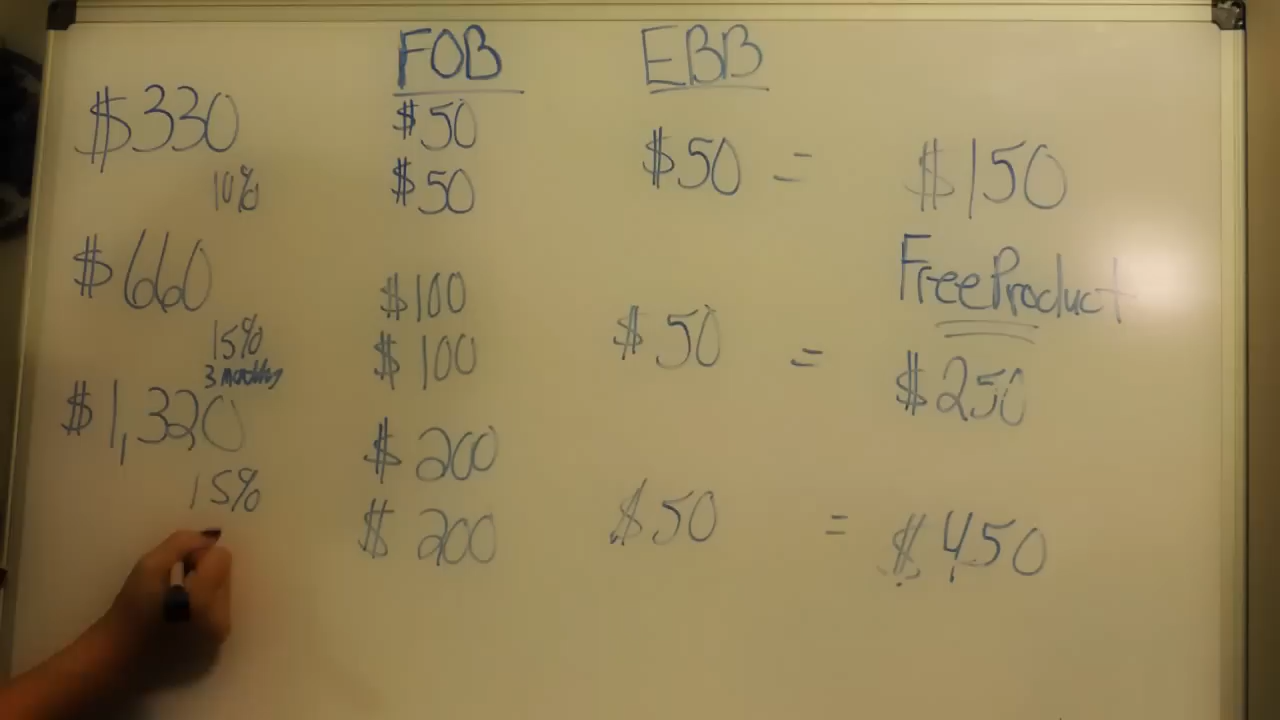 FOB EBB
$330 $50
10% $50 $50 = $150
Free Product
$660 $100
15% $100 $50 = $250
3 months
$1,320 $200
15% $200 $50 = $450